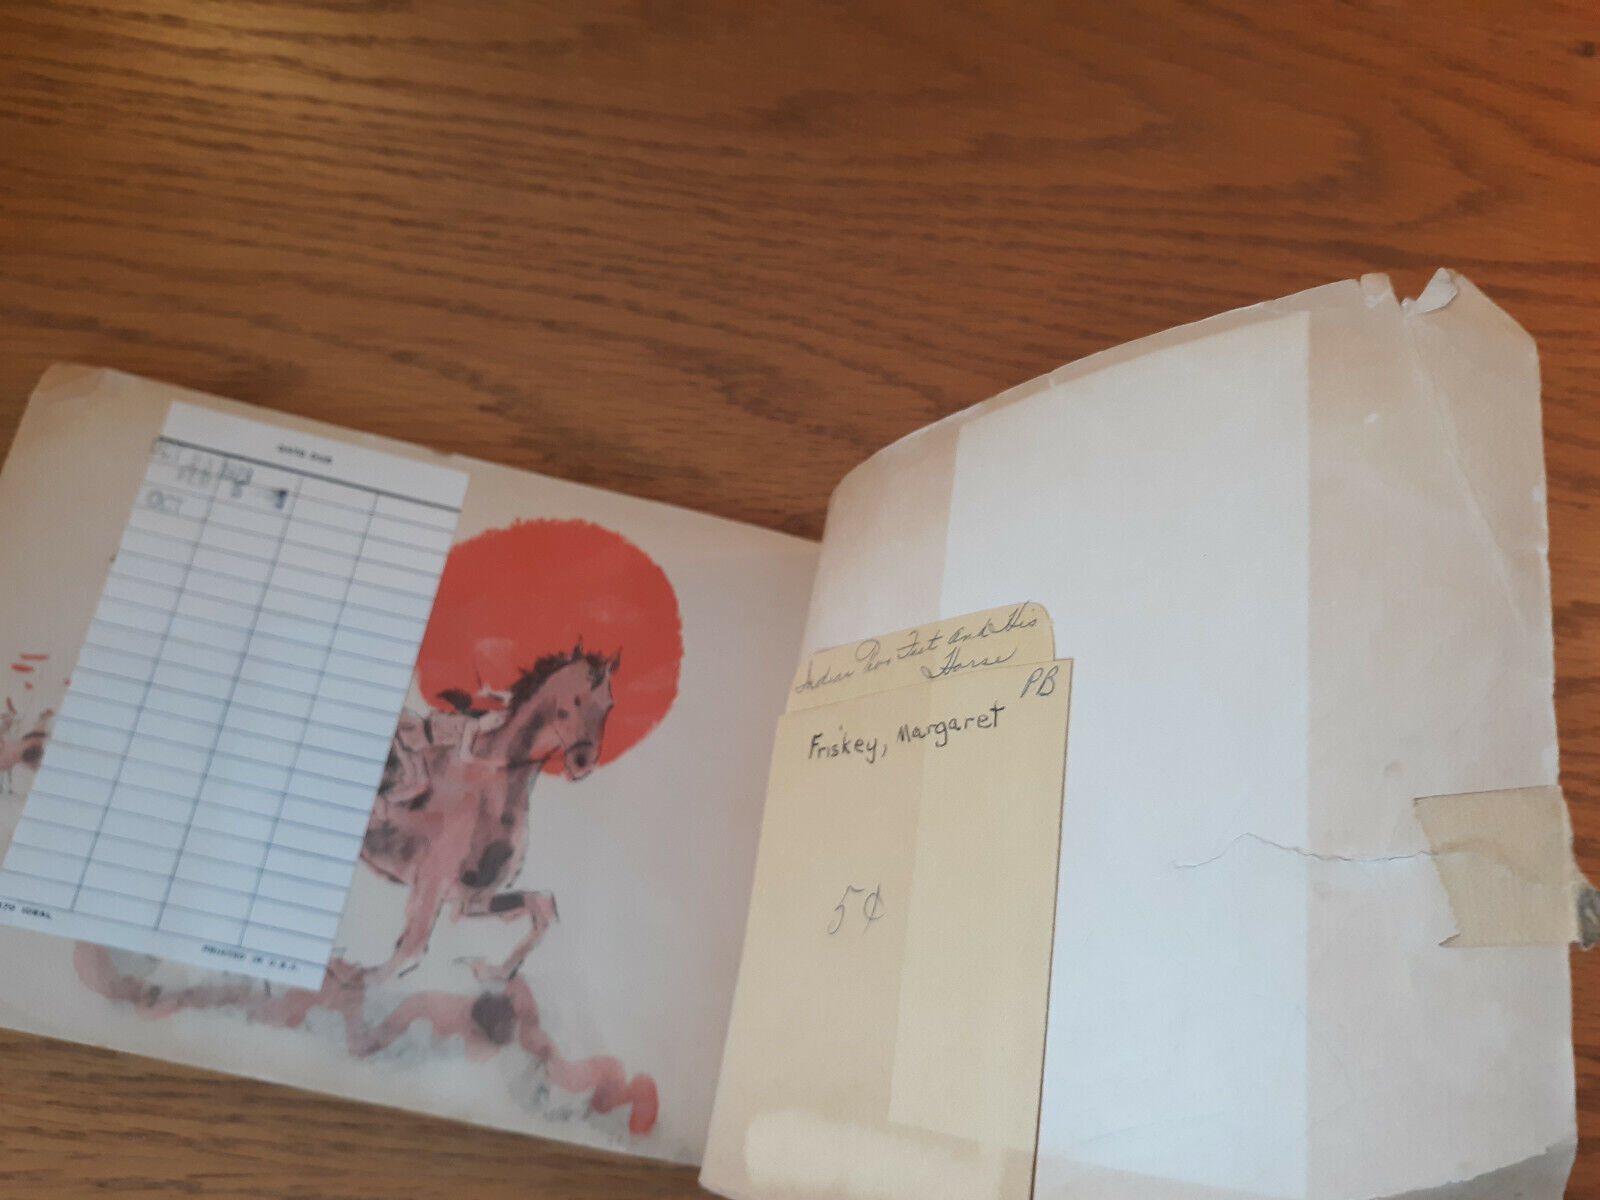 DATE DUE
OCT
PRINTED IN U.S.A.
Indian Two Feet and His
Horse
PB
Friskey, Margaret
5¢